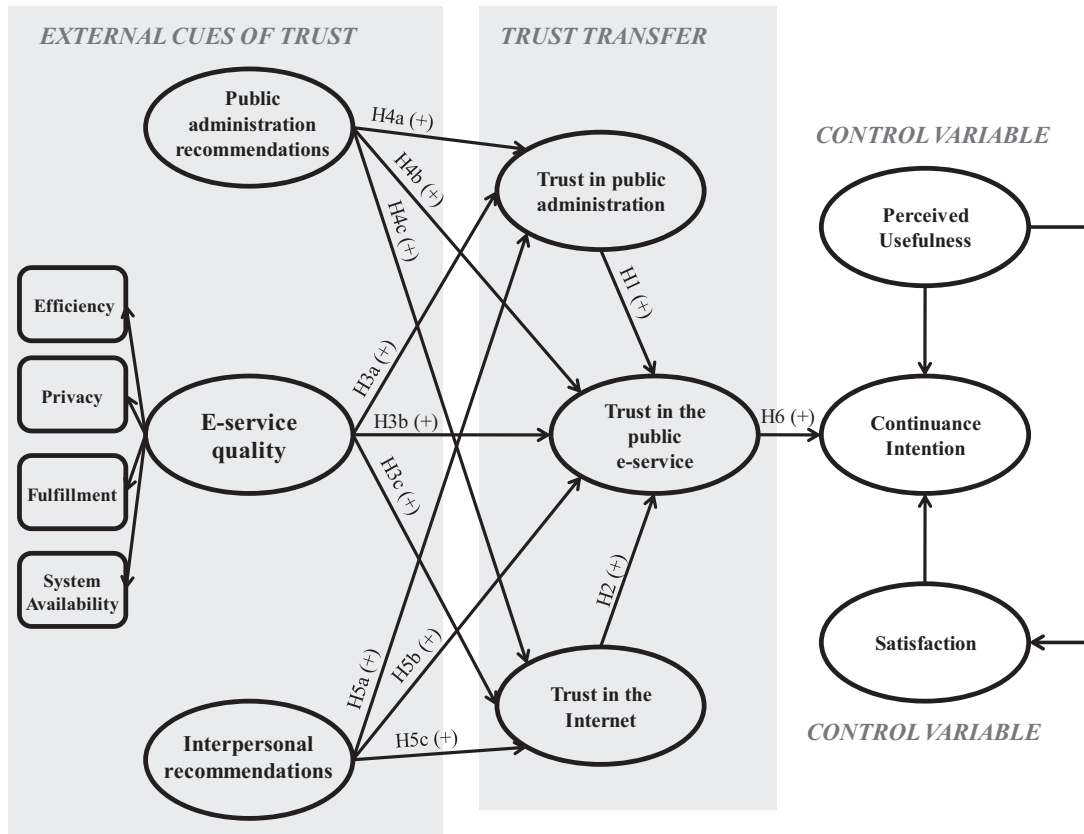 EXTERNAL CUES OF TRUST
TRUST TRANSFER
Public
administration
recommendations
H4a (+)
H4b (+)
H4c (+)
Trust in public
administration
CONTROL VARIABLE
Perceived
Usefulness
H1 (+)
Efficiency
Privacy
Fulfillment
System
Availability
E-service
quality
H3a (+)
H3b (+)
H3c (+)
Trust in the
public
e-service
H6 (+)
Continuance
Intention
H2 (+)
H5a (+)
H5b (+)
H5c (+)
Interpersonal
recommendations
Trust in the
Internet
Satisfaction
CONTROL VARIABLE